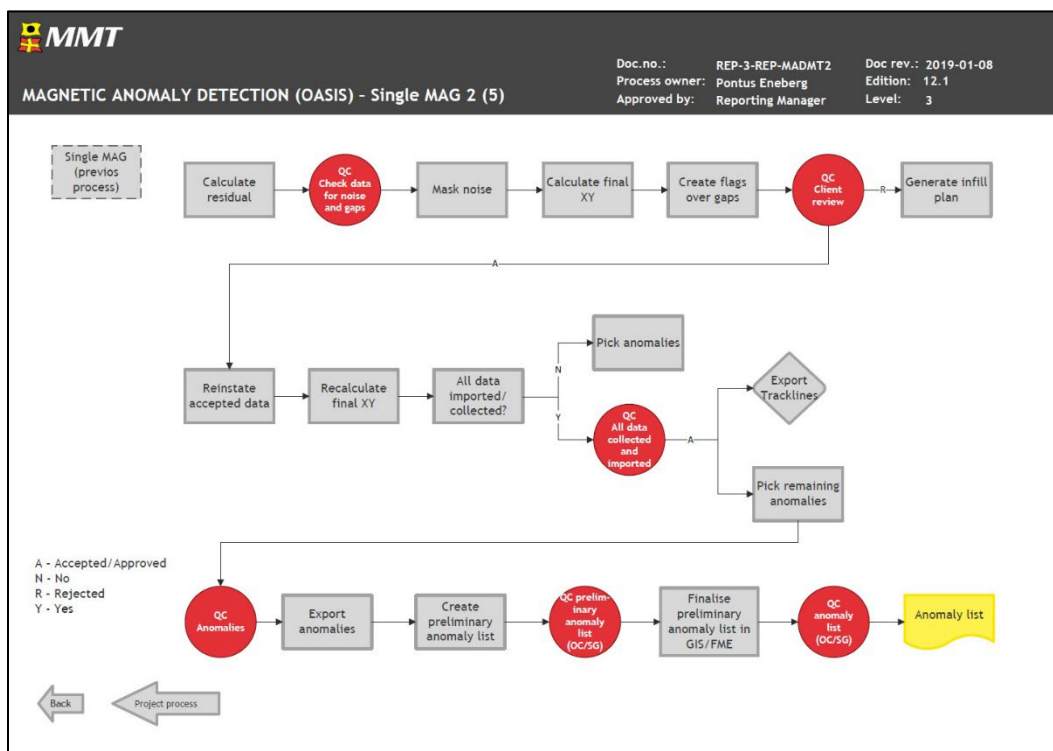 MMT
Doc.no.: REP-3-REP-MADMT2 Doc rev.: 2019-01-08
Process owner: Pontus Eneberg Edition: 12.1
MAGNETIC ANOMALY DETECTION (OASIS) – Single MAG 2 (5)
Approved by: Reporting Manager Level: 3
Single MAG
(previos
process)
Calculate
residual
QC
Check data
for noise
and gaps
Mask noise
Calculate final
XY
Create flags
over gaps
QC
Client
review
R
Generate infill
plan
A
Reinstate
accepted data
Recalculate
final XY
All data
imported/
collected?
N
Pick anomalies
Y
QC
All data
collected
and
imported
A
Export
Tracklines
Pick remaining
anomalies
A - Accepted/Approved
N - No
R - Rejected
Y - Yes
QC
Anomalies
Export
anomalies
Create
preliminary
anomaly list
QC prelim-
inary
anomaly
list
(OC/SG)
Finalise
preliminary
anomaly list in
GIS/FME
QC
anomaly
list
(OC/SG)
Anomaly list
Back
Project process